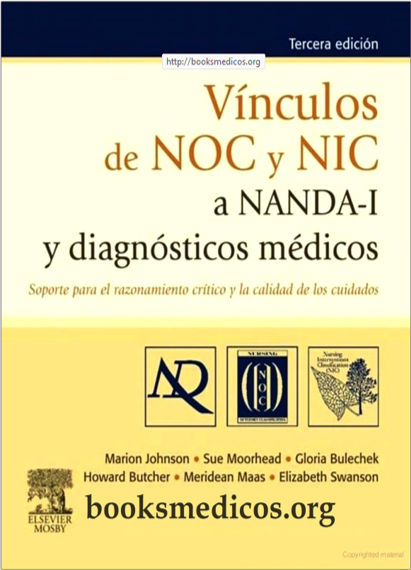 Tercera edición
http://booksmedicos.org
Vínculos
de NOC y NIC
a NANDA-I
y diagnósticos médicos
Soporte para el razonamiento crítico y la calidad de los cuidados
NURSING
NOC
Nursing
Interventions
Classification
(NIC)
Marion Johnson • Sue Moorhead • Gloria Bulechek
Howard Butcher • Meridean Maas • Elizabeth Swanson
booksmedicos.org
ELSEVIER
MOSBY
Copyrighted material